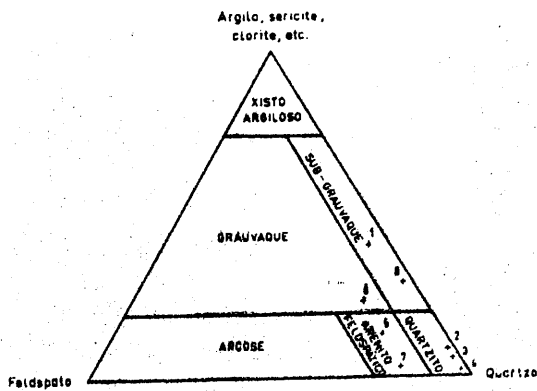 Argila, sericite,
clorite, etc.
XISTO
ARGILOSO
SUB-GRAUVAQUE
1
GRAUVAQUE
8
6
ARCOSE
ARENITO
FELDSPÁTICO
5
7
QUARTZITO
2
3
4
Feldspato
Quartzo